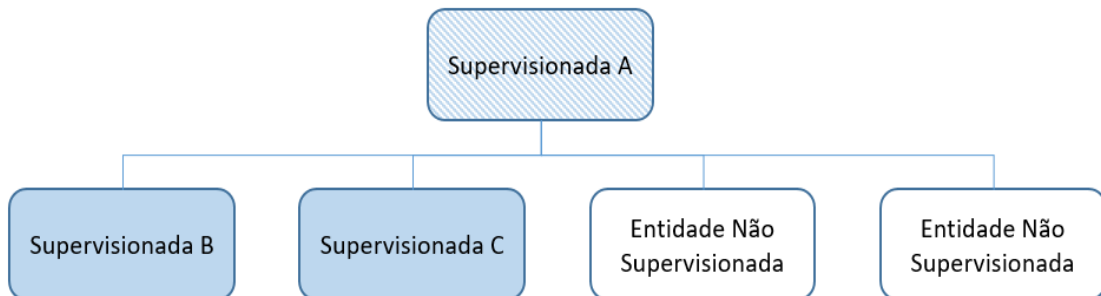 Supervisionada A
Supervisionada B
Supervisionada C
Entidade Não
Supervisionada
Entidade Não
Supervisionada